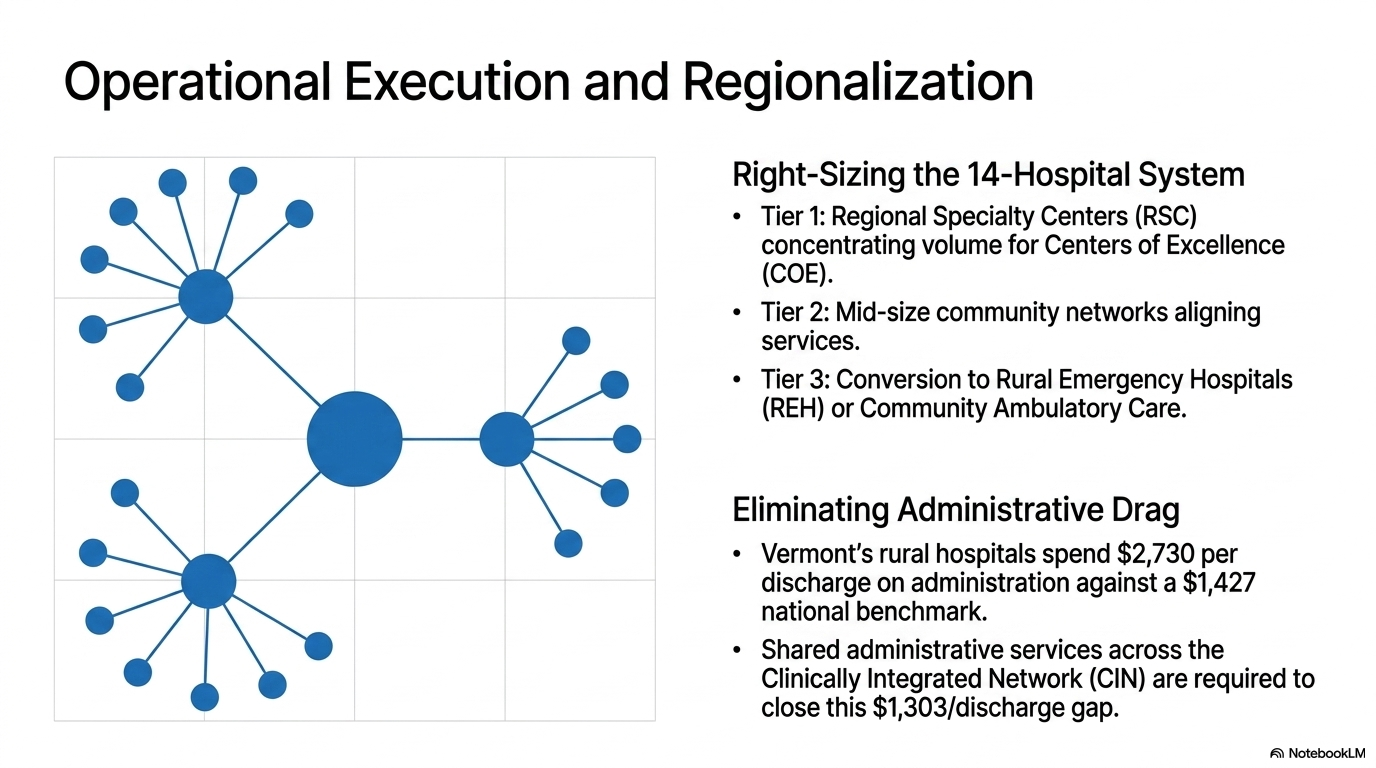 Operational Execution and Regionalization
Right-Sizing the 14-Hospital System
• Tier 1: Regional Specialty Centers (RSC)
concentrating volume for Centers of Excellence
(COE).
• Tier 2: Mid-size community networks aligning
services.
• Tier 3: Conversion to Rural Emergency Hospitals
(REH) or Community Ambulatory Care.
Eliminating Administrative Drag
• Vermont’s rural hospitals spend $2,730 per
discharge on administration against a $1,427
national benchmark.
• Shared administrative services across the
Clinically Integrated Network (CIN) are required to
close this $1,303/discharge gap.
NotebookLM